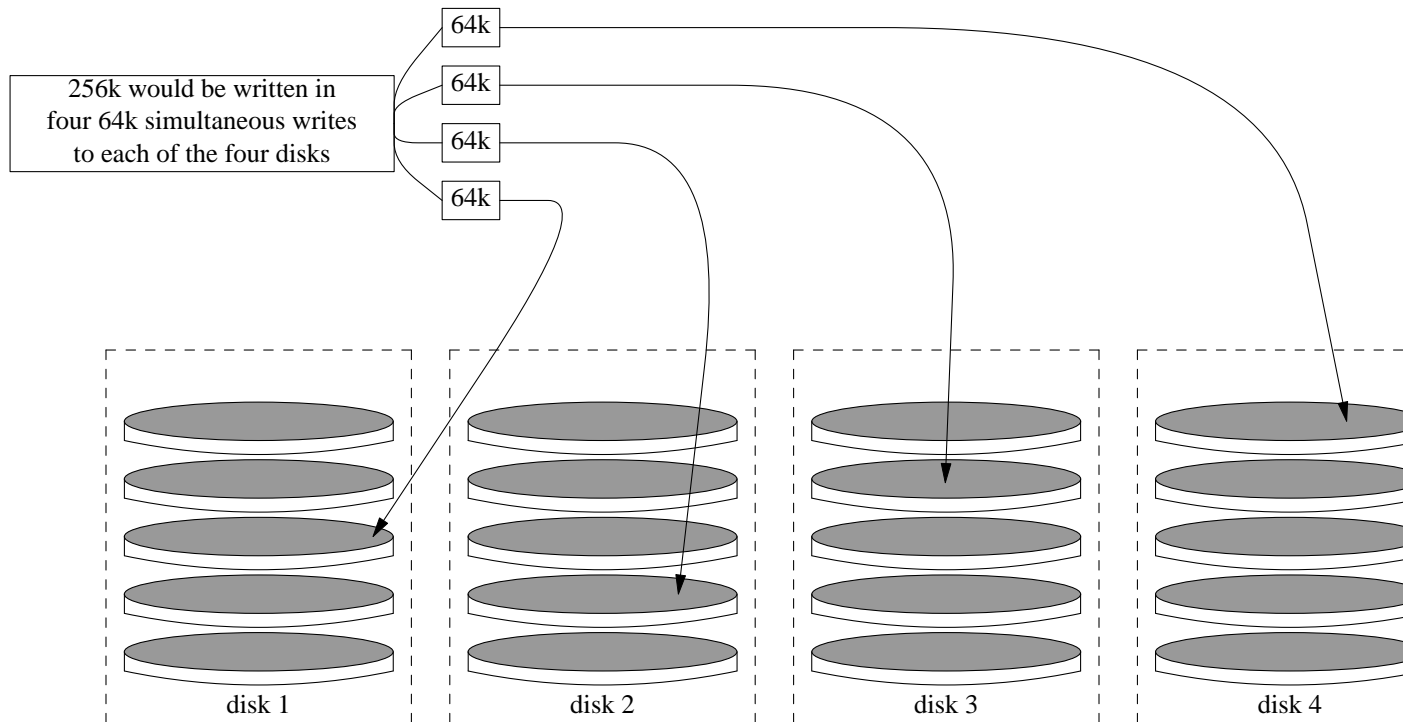 64k
64k
256k would be written in
four 64k simultaneous writes
to each of the four disks
64k
64k
disk 1
disk 2
disk 3
disk 4